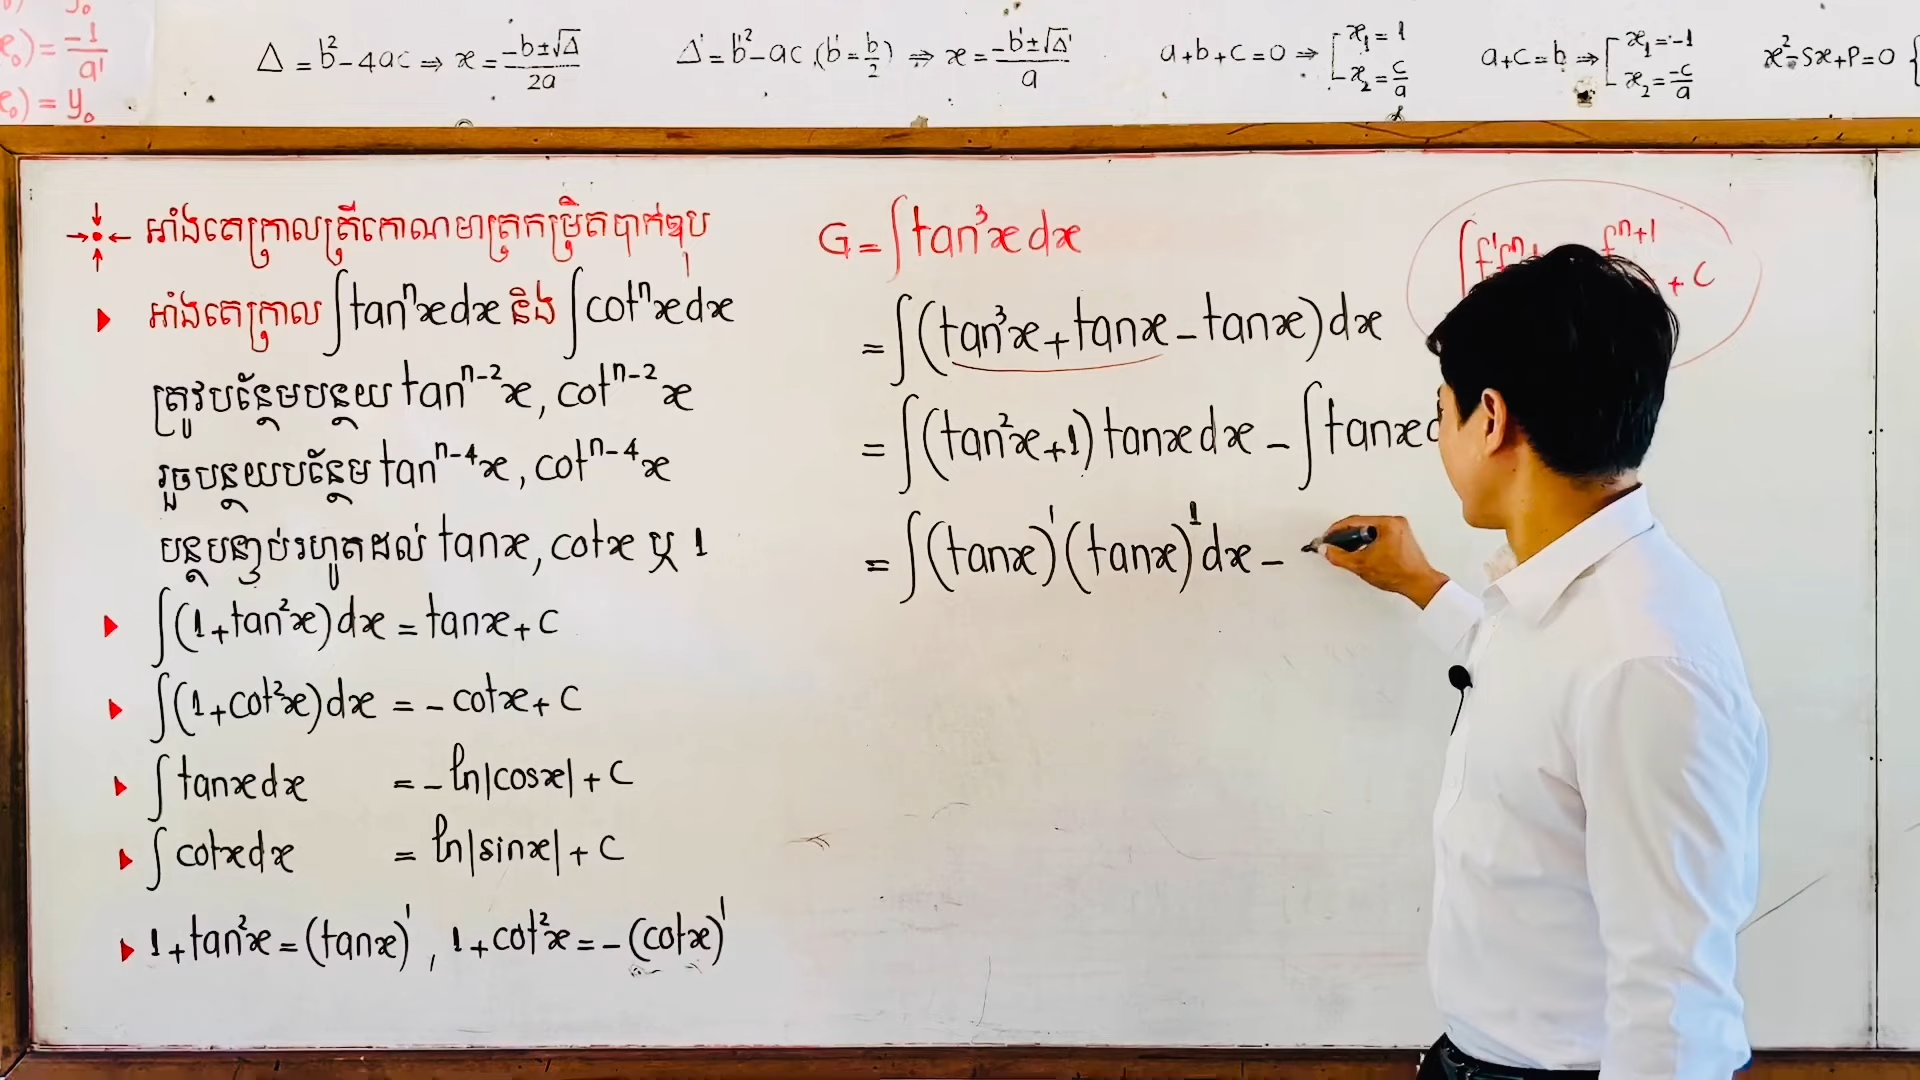 x₀) = -1/a'
x₀) = y₀
Δ = b² - 4ac ⇒ x = (-b±√Δ)/2a
Δ' = b'² - ac, (b' = b/2) ⇒ x = (-b'±√Δ')/a
a+b+c=0 ⇒ [x₁ = 1
x₂ = c/a
a+c=b ⇒ [x₁ = -1
x₂ = -c/a
x² - Sx + P = 0 {
អាំងតេក្រាលត្រីកោណមាត្រកម្រិតបាក់ឌុប
អាំងតេក្រាល ∫tanⁿx dx និង ∫cotⁿx dx
ត្រូវបន្ថែមបន្ថយ tanⁿ⁻²x, cotⁿ⁻²x
រួចបន្ថយបន្ថែម tanⁿ⁻⁴x, cotⁿ⁻⁴x
បន្តបន្ទាប់រហូតដល់ tanx, cotx ឬ 1
∫(1+tan²x)dx = tanx + c
∫(1+cot²x)dx = - cotx + c
∫tanx dx = - ln|cosx| + c
∫cotx dx = ln|sinx| + c
1+tan²x = (tanx)', 1+cot²x = -(cotx)'
G = ∫tan³x dx
= ∫(tan³x + tanx - tanx)dx
= ∫(tan²x+1) tanx dx - ∫tanx d
= ∫(tanx)'(tanx)¹dx -
∫f'fⁿ fⁿ⁺¹ + c